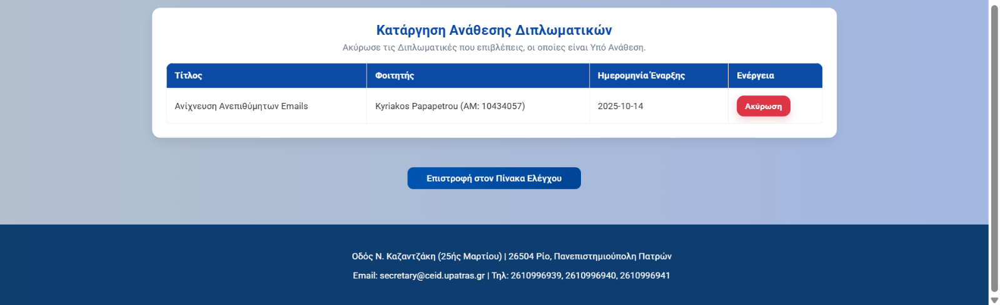 Κατάργηση Ανάθεσης Διπλωματικών
Ακύρωσε τις Διπλωματικές που επιβλέπεις, οι οποίες είναι Υπό Ανάθεση.
Τίτλος Φοιτητής Ημερομηνία Έναρξης Ενέργεια
Ανίχνευση Ανεπιθύμητων Emails Kyriakos Papapetrou (AM: 10434057) 2025-10-14 Ακύρωση
Επιστροφή στον Πίνακα Ελέγχου
Οδός Ν. Καζαντζάκη (25ής Μαρτίου) | 26504 Ρίο, Πανεπιστημιούπολη Πατρών
Email: secretary@ceid.upatras.gr | Τηλ: 2610996939, 2610996940, 2610996941